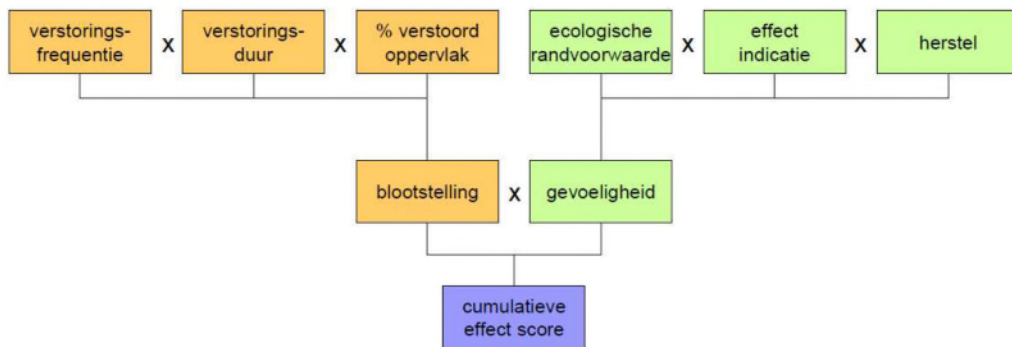 verstorings-
frequentie
X
verstorings-
duur
X
% verstoord
oppervlak
ecologische
randvoorwaarde
X
effect
indicatie
X
herstel
blootstelling
X
gevoeligheid
cumulatieve
effect score